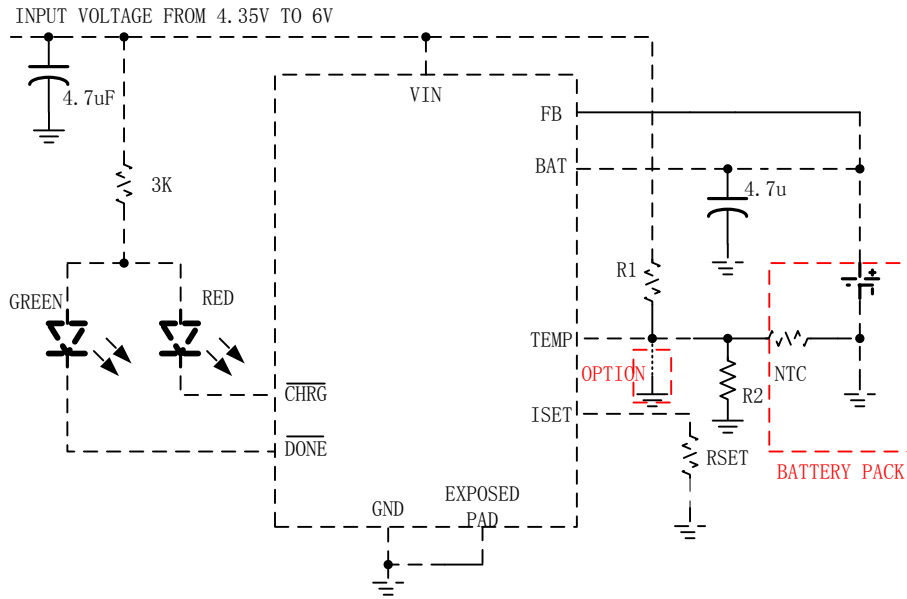 INPUT VOLTAGE FROM 4.35V TO 6V
4.7uF
VIN
FB
BAT
3K
4.7u
R1
GREEN
RED
+
TEMP
OPTION
NTC
CHRG
R2
ISET
DONE
RSET
BATTERY PACK
EXPOSED
PAD
GND